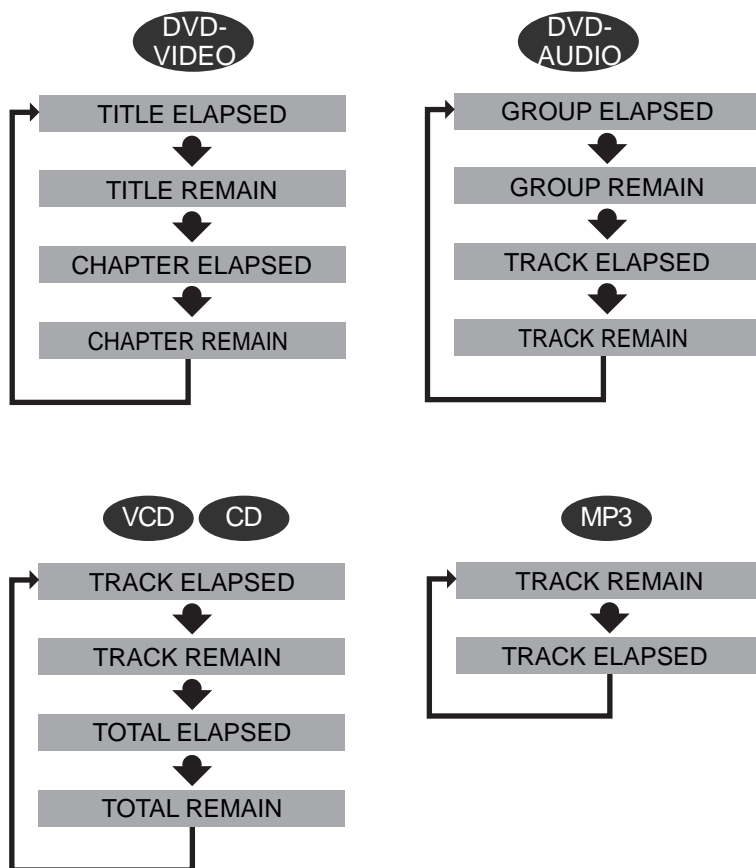 DVD-
VIDEO
TITLE ELAPSED
TITLE REMAIN
CHAPTER ELAPSED
CHAPTER REMAIN
DVD-
AUDIO
GROUP ELAPSED
GROUP REMAIN
TRACK ELAPSED
TRACK REMAIN
VCD CD
TRACK ELAPSED
TRACK REMAIN
TOTAL ELAPSED
TOTAL REMAIN
MP3
TRACK REMAIN
TRACK ELAPSED